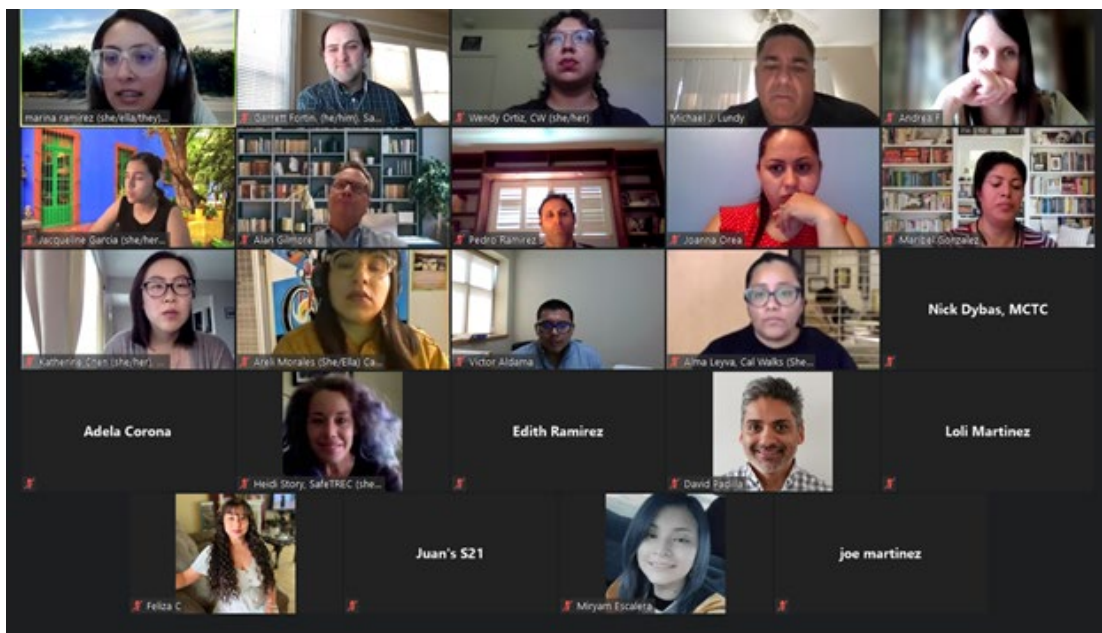 marina ramirez (she/ella/they)...
Garrett Fortin, (he/him), Sa...
Wendy Ortiz, CW (she/her)
Michael J. Lundy
Andrea F
Jacqueline Garcia (she/her...
Alan Gilmore
Pedro Ramirez
Joanna Orea
Maribel Gonzalez
Katherine Chen (she/her), ...
Areli Morales (She/Ella) Ca...
Victor Aldama
Alma Leyva, Cal Walks (She...
Nick Dybas, MCTC
Adela Corona
Heidi Story, SafeTREC (she...
Edith Ramirez
David Padilla
Loli Martinez
Feliza C
Juan's S21
Miryam Escalera
joe martinez